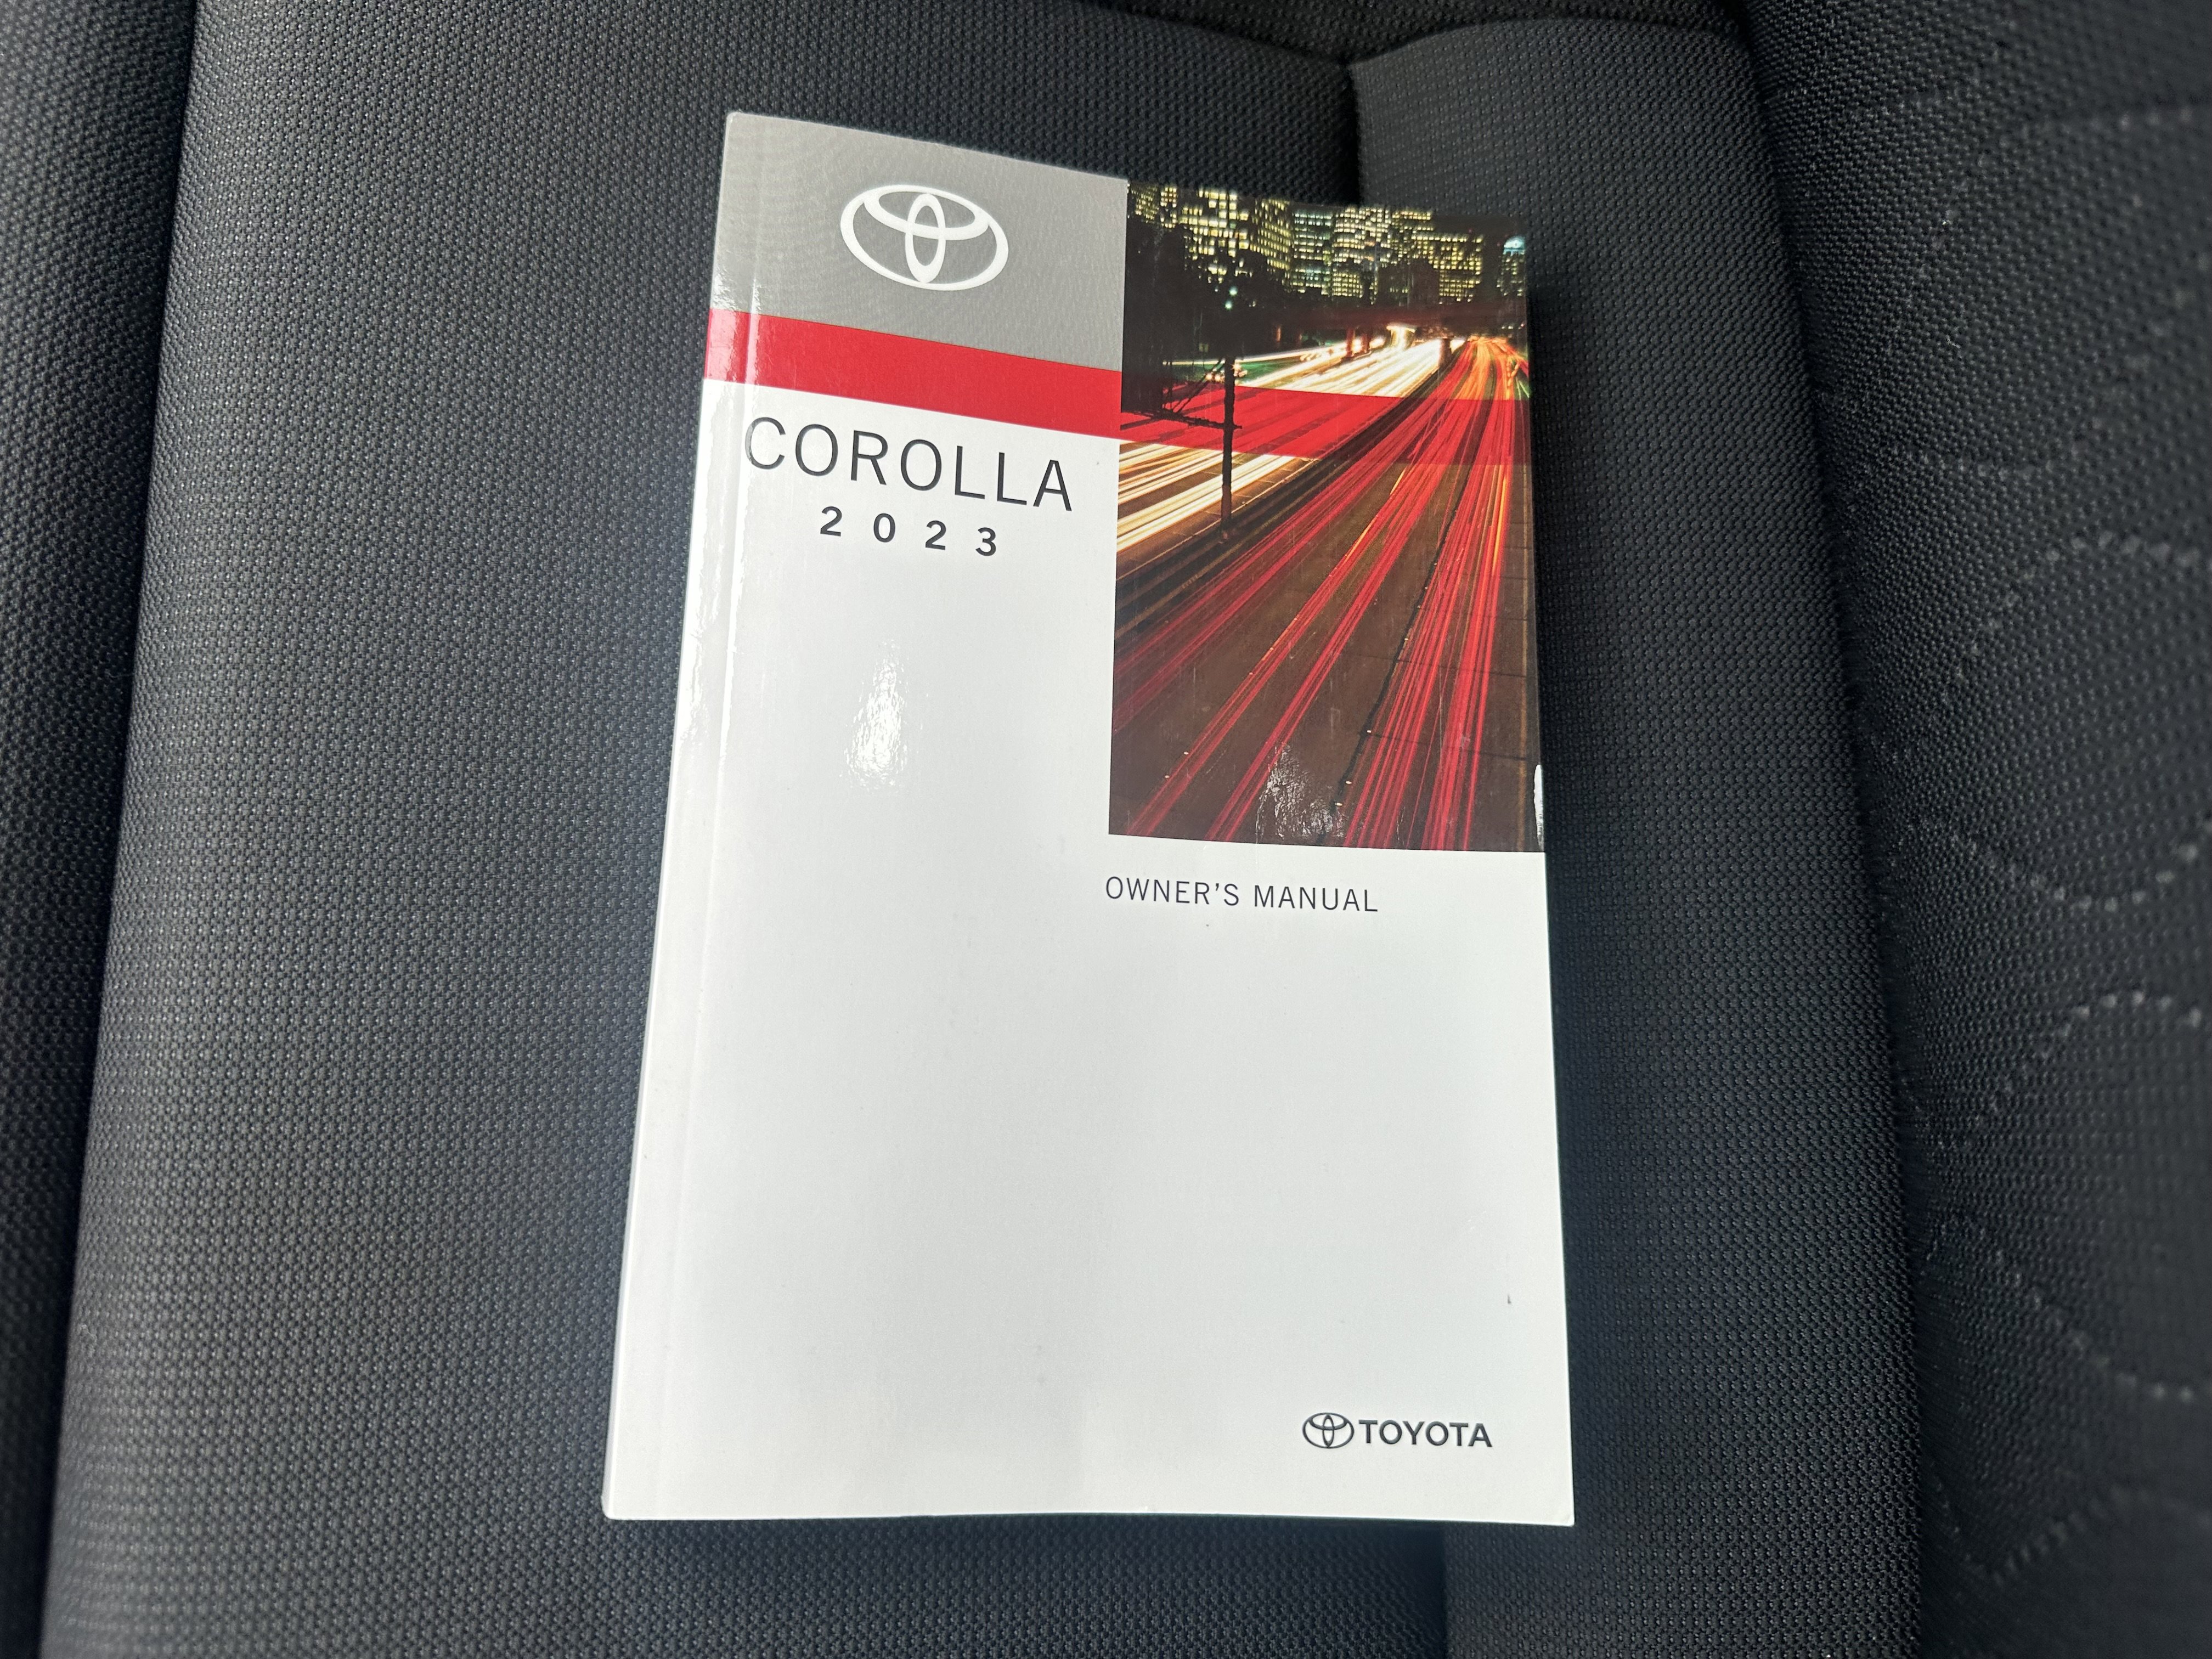 COROLLA
2023
OWNER'S MANUAL
TOYOTA